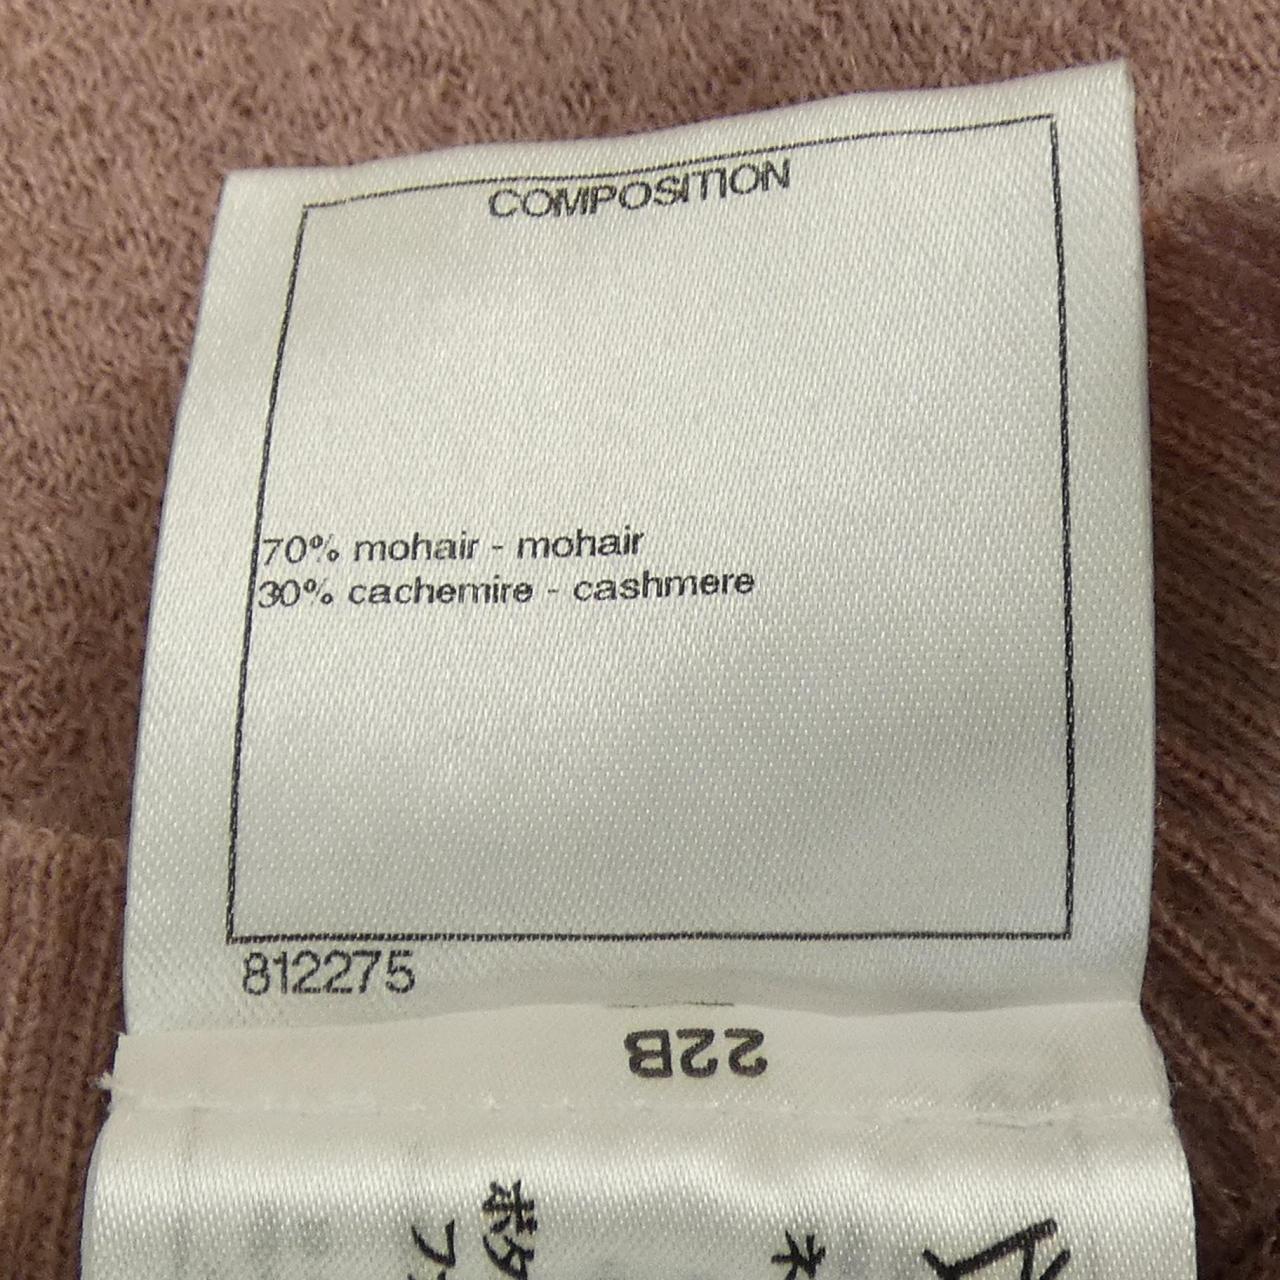 COMPOSITION
70% mohair - mohair
30% cachemire - cashmere
812275
22B